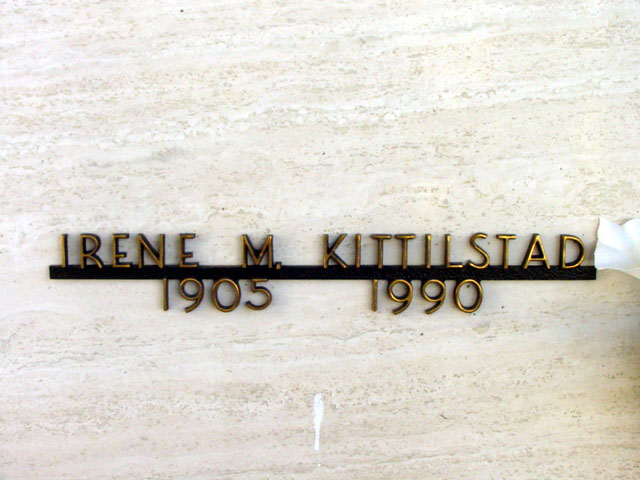 IRENE M. KITTILSTAD
1905 1990